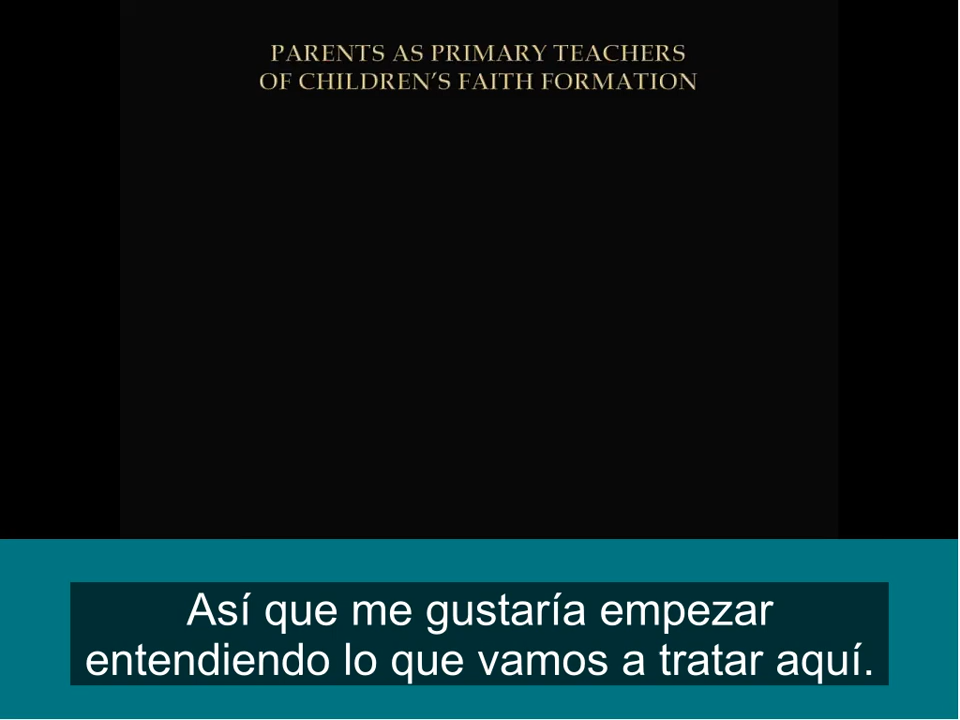 PARENTS AS PRIMARY TEACHERS
OF CHILDREN’S FAITH FORMATION
Así que me gustaría empezar
entendiendo lo que vamos a tratar aquí.